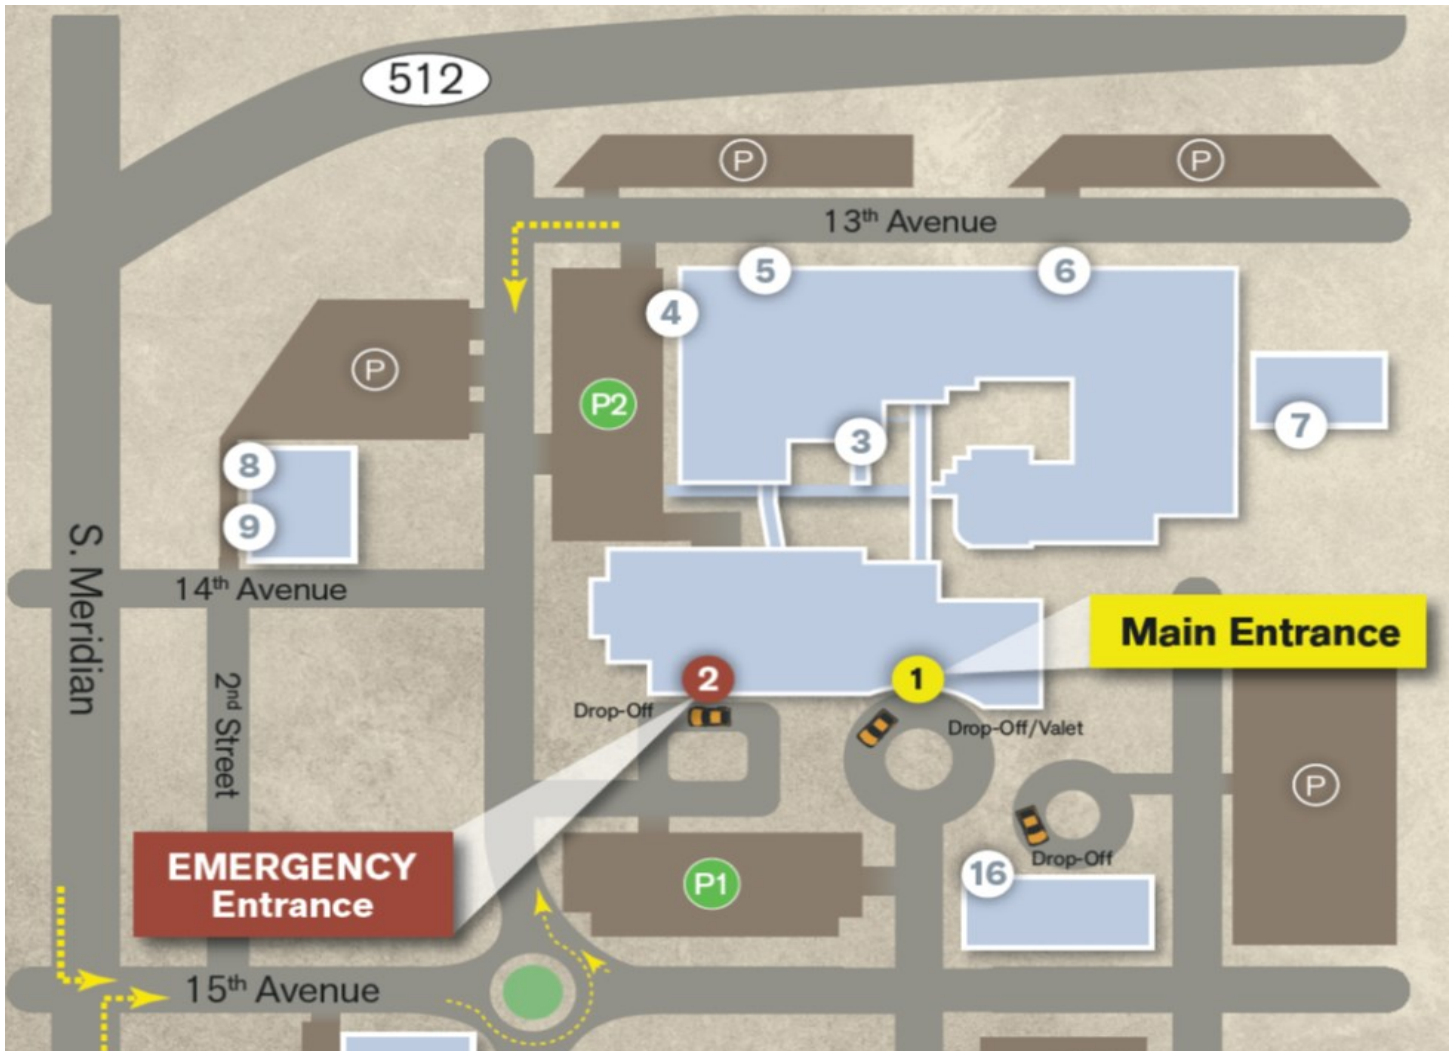 512
P
P
13th Avenue
5
6
4
P
P2
7
3
8
9
S. Meridian
14th Avenue
Main Entrance
2
1
2nd Street
Drop-Off
Drop-Off/Valet
P
EMERGENCY
Entrance
Drop-Off
16
P1
15th Avenue